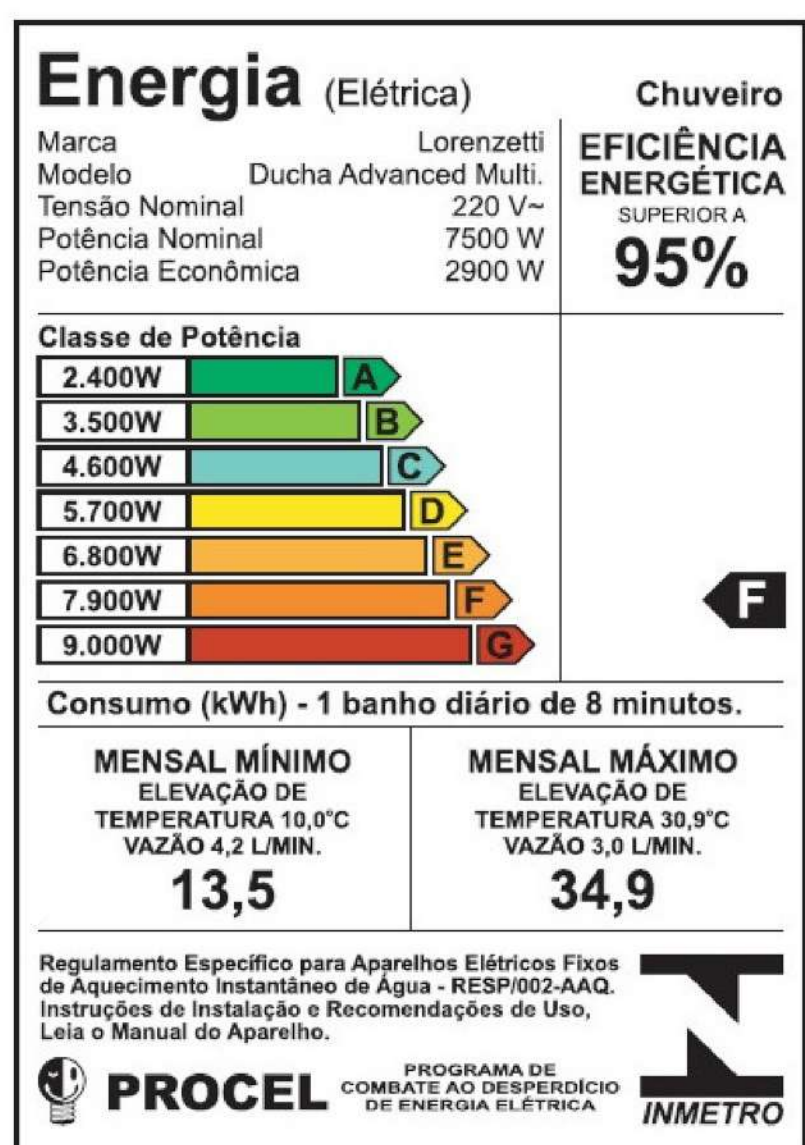 Energia (Elétrica) Chuveiro
Marca Lorenzetti
Modelo Ducha Advanced Multi.
Tensão Nominal 220 V~
Potência Nominal 7500 W
Potência Econômica 2900 W
EFICIÊNCIA
ENERGÉTICA
SUPERIOR A
95%
Classe de Potência
2.400W A
3.500W B
4.600W C
5.700W D
6.800W E
7.900W F
9.000W G
F
Consumo (kWh) - 1 banho diário de 8 minutos.
MENSAL MÍNIMO
ELEVAÇÃO DE
TEMPERATURA 10,0°C
VAZÃO 4,2 L/MIN.
13,5
MENSAL MÁXIMO
ELEVAÇÃO DE
TEMPERATURA 30,9°C
VAZÃO 3,0 L/MIN.
34,9
Regulamento Específico para Aparelhos Elétricos Fixos
de Aquecimento Instantâneo de Água - RESP/002-AAQ.
Instruções de Instalação e Recomendações de Uso,
Leia o Manual do Aparelho.
PROCEL
PROGRAMA DE
COMBATE AO DESPERDÍCIO
DE ENERGIA ELÉTRICA
INMETRO